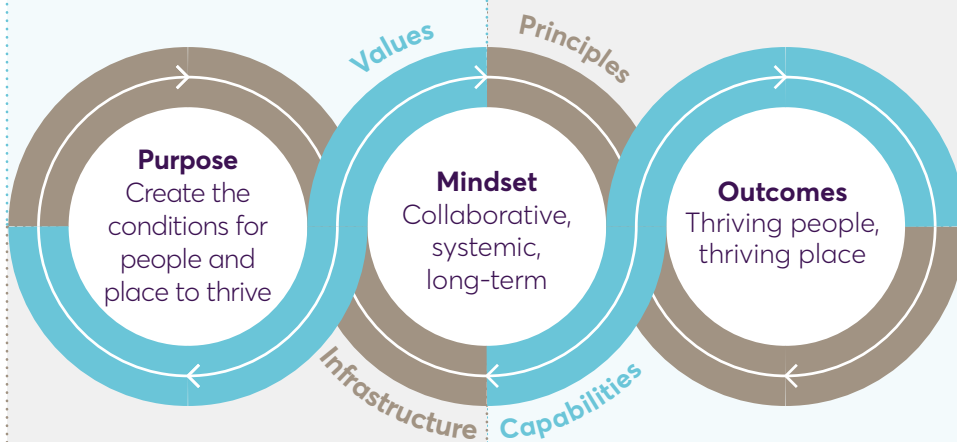 Values
Principles
Purpose
Create the
conditions for
people and
place to thrive
Mindset
Collaborative,
systemic,
long-term
Outcomes
Thriving people,
thriving place
Infrastructure
Capabilities